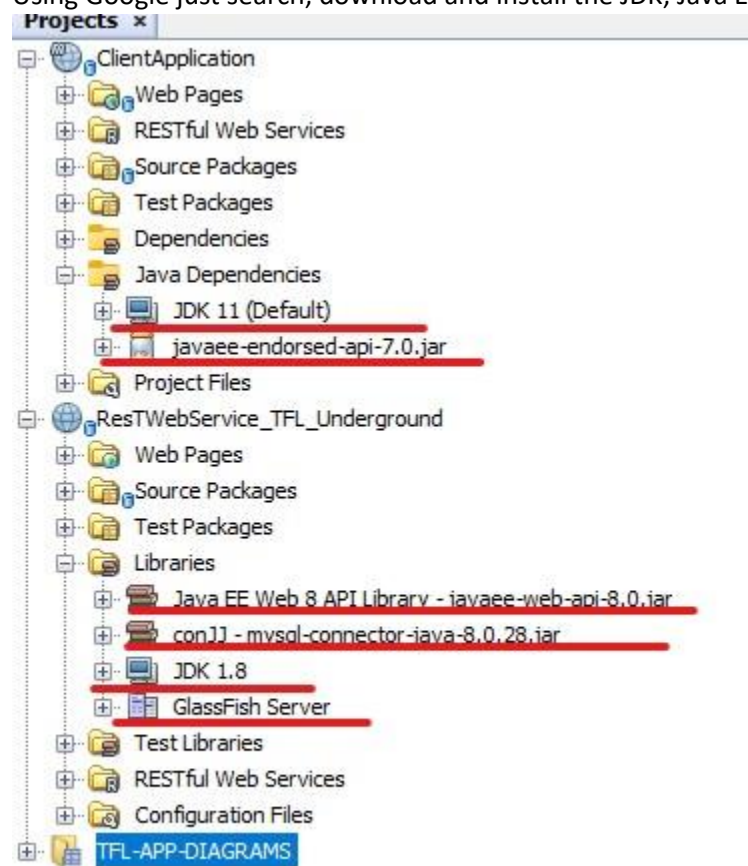 Using Google just search, download and install the JDK, Java E
Projects ×
ClientApplication
Web Pages
RESTful Web Services
Source Packages
Test Packages
Dependencies
Java Dependencies
JDK 11 (Default)
javaee-endorsed-api-7.0.jar
Project Files
ResTWebService_TFL_Underground
Web Pages
Source Packages
Test Packages
Libraries
Java EE Web 8 API Library - javaee-web-api-8.0.jar
conJJ - mysql-connector-java-8.0.28.jar
JDK 1.8
GlassFish Server
Test Libraries
RESTful Web Services
Configuration Files
TFL-APP-DIAGRAMS